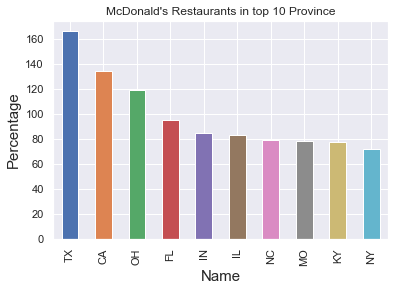 McDonald's Restaurants in top 10 Province
Percentage
160
140
120
100
80
60
40
20
0
TX
CA
OH
FL
IN
IL
NC
MO
KY
NY
Name